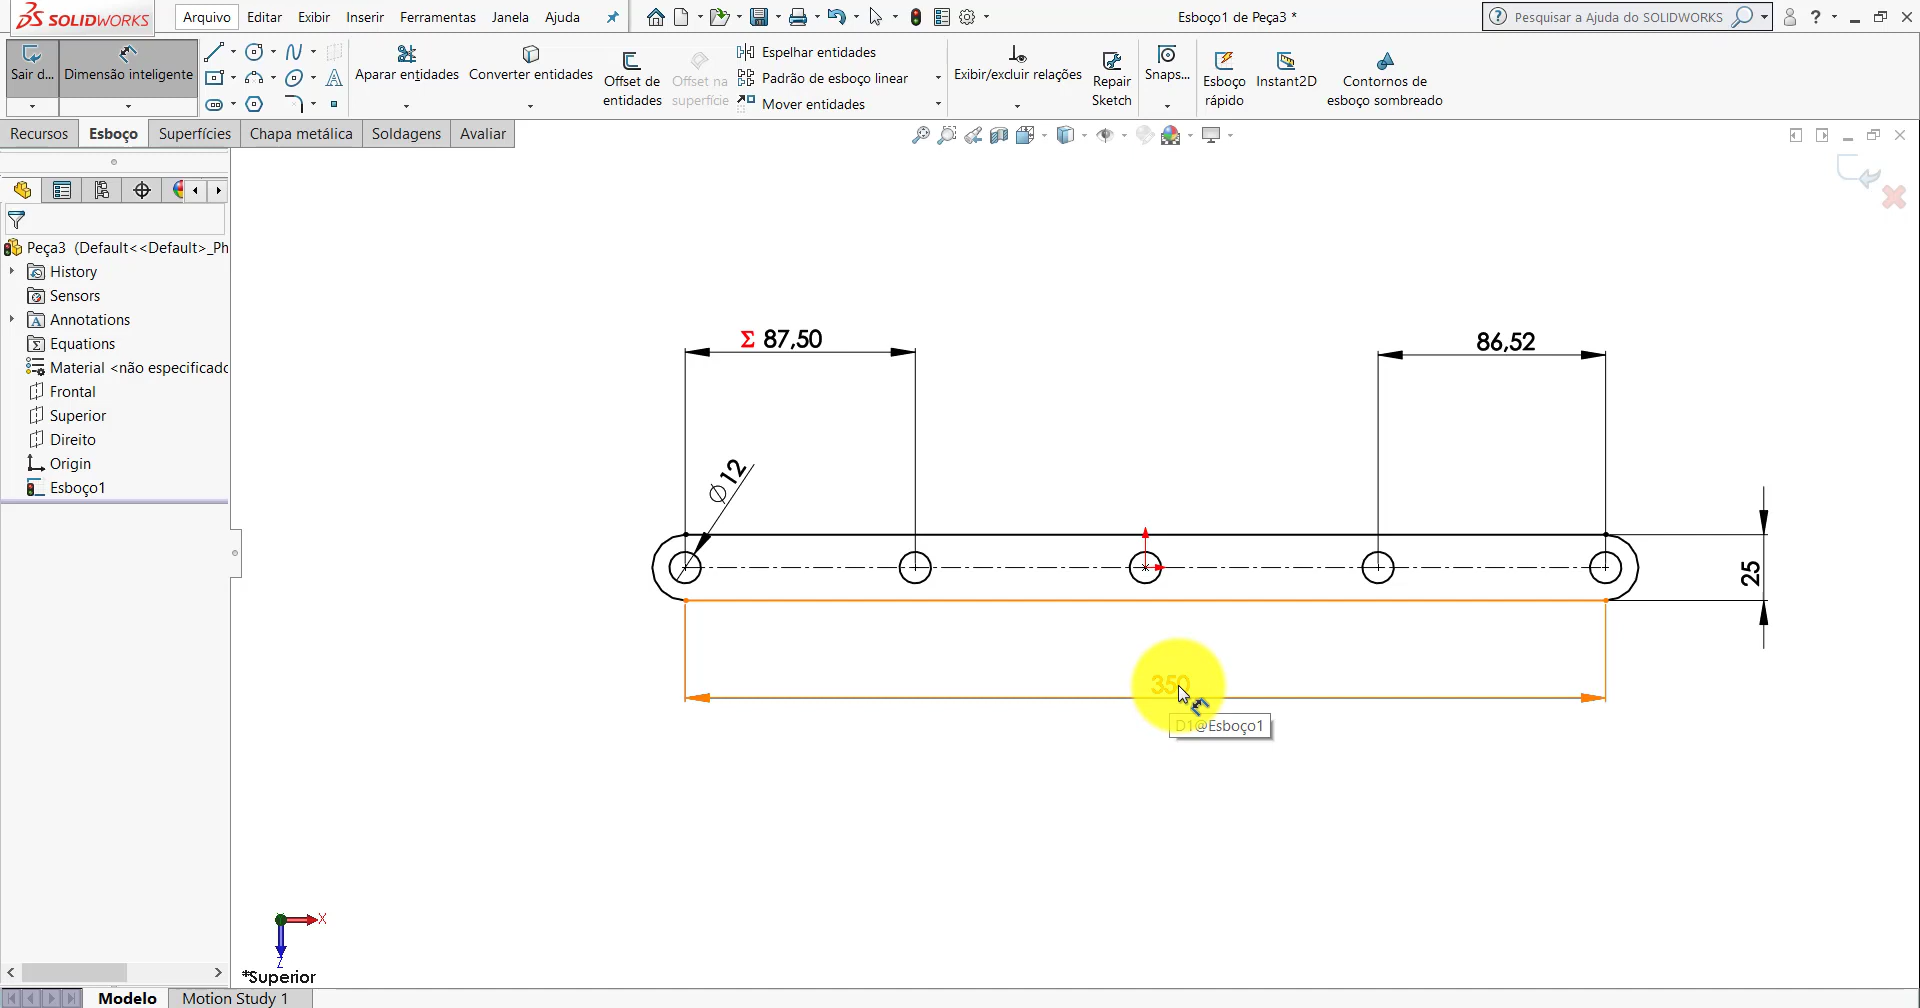 SOLIDWORKS
Arquivo Editar Exibir Inserir Ferramentas Janela Ajuda
Esboço1 de Peça3 *
Pesquisar a Ajuda do SOLIDWORKS
Sair d...
Dimensão inteligente
Aparar entidades
Converter entidades
Offset de entidades
Offset na superfície
Espelhar entidades
Padrão de esboço linear
Mover entidades
Exibir/excluir relações
Repair Sketch
Snaps...
Esboço rápido
Instant2D
Contornos de esboço sombreado
Recursos Esboço Superfícies Chapa metálica Soldagens Avaliar
Peça3 (Default<<Default>_Ph
History
Sensors
Annotations
Equations
Material <não especificado
Frontal
Superior
Direito
Origin
Esboço1
Σ 87,50
86,52
∅12
25
350
D1@Esboço1
X
Z
*Superior
Modelo Motion Study 1